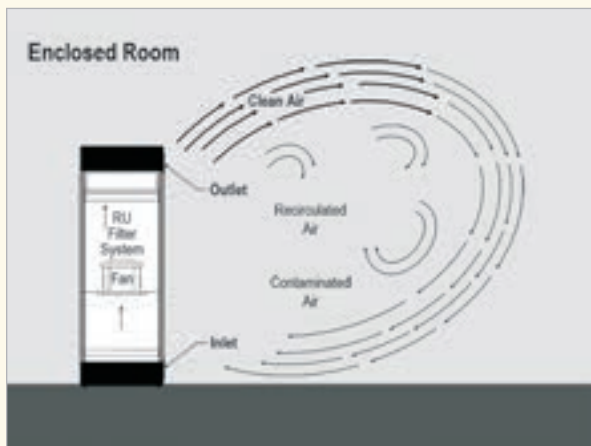 Enclosed Room
Clean Air
Outlet
RU
Filter
System
Fan
Recirculated
Air
Contaminated
Air
Inlet